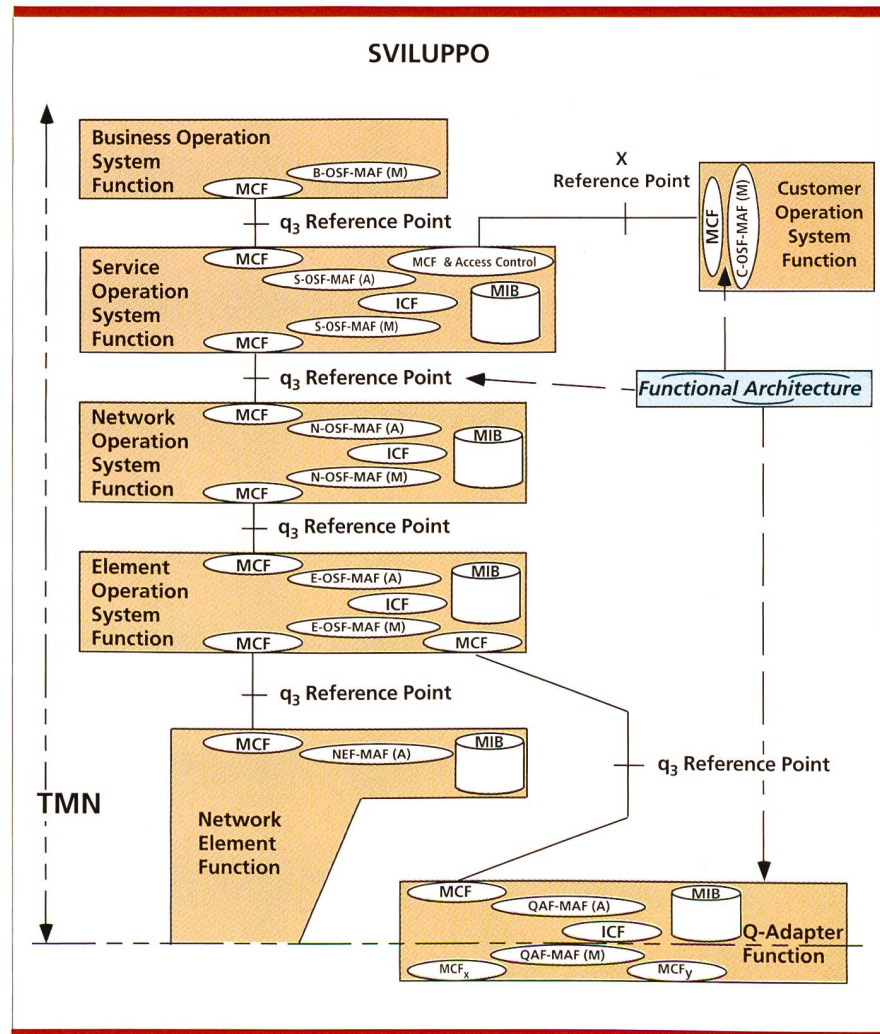 SVILUPPO
Business Operation
System
Function
B-OSF-MAF (M)
MCF
q3 Reference Point
X
Reference Point
MCF
C-OSF-MAF (M)
Customer
Operation
System
Function
Service
Operation
System
Function
MCF
MCF & Access Control
S-OSF-MAF (A)
ICF
MIB
S-OSF-MAF (M)
MCF
q3 Reference Point
Functional Architecture
Network
Operation
System
Function
MCF
N-OSF-MAF (A)
ICF
MIB
N-OSF-MAF (M)
MCF
q3 Reference Point
Element
Operation
System
Function
MCF
E-OSF-MAF (A)
ICF
MIB
E-OSF-MAF (M)
MCF
MCF
q3 Reference Point
MCF
NEF-MAF (A)
MIB
q3 Reference Point
TMN
Network
Element
Function
MCF
QAF-MAF (A)
MIB
ICF
Q-Adapter
Function
QAF-MAF (M)
MCFx
MCFy